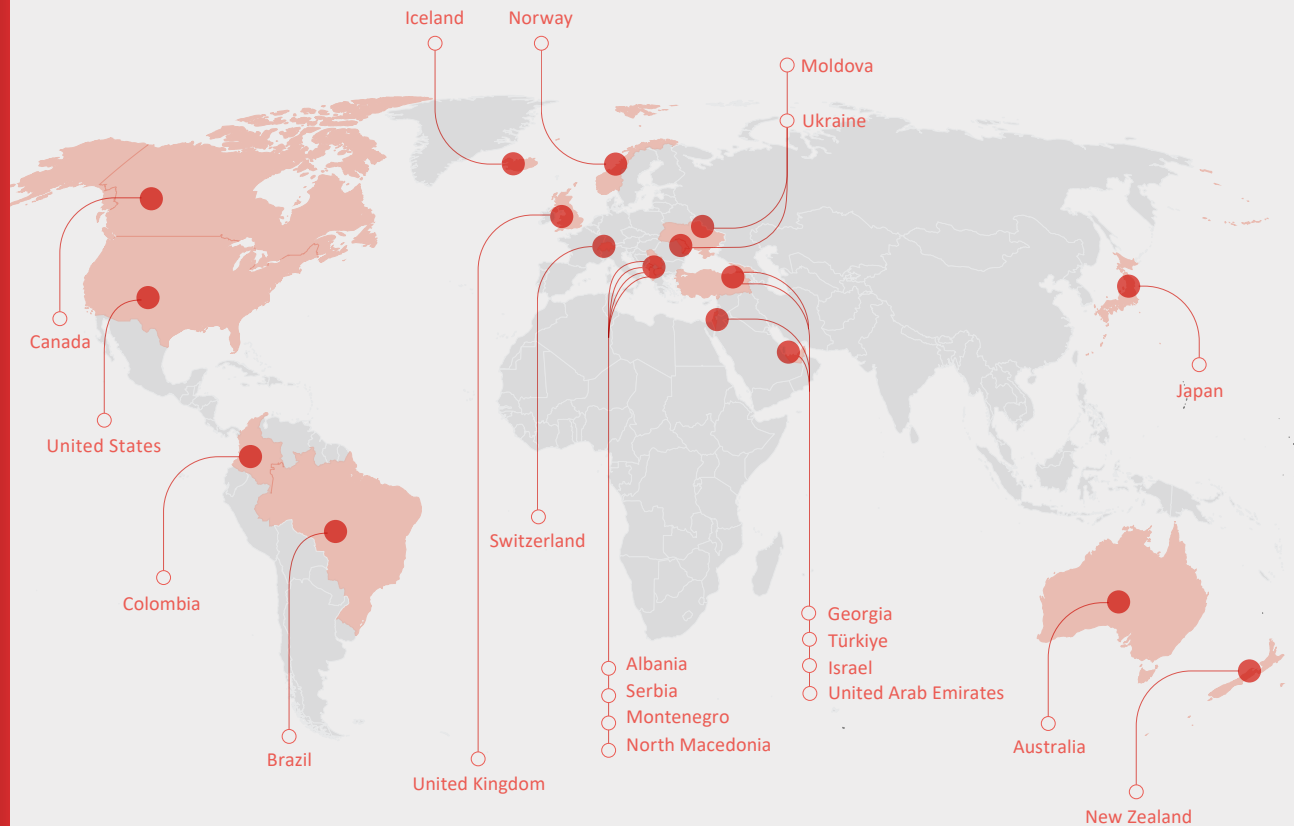 Iceland
Norway
Moldova
Ukraine
Canada
United States
Japan
Switzerland
Colombia
Georgia
Türkiye
Israel
United Arab Emirates
Albania
Serbia
Montenegro
North Macedonia
Brazil
United Kingdom
Australia
New Zealand